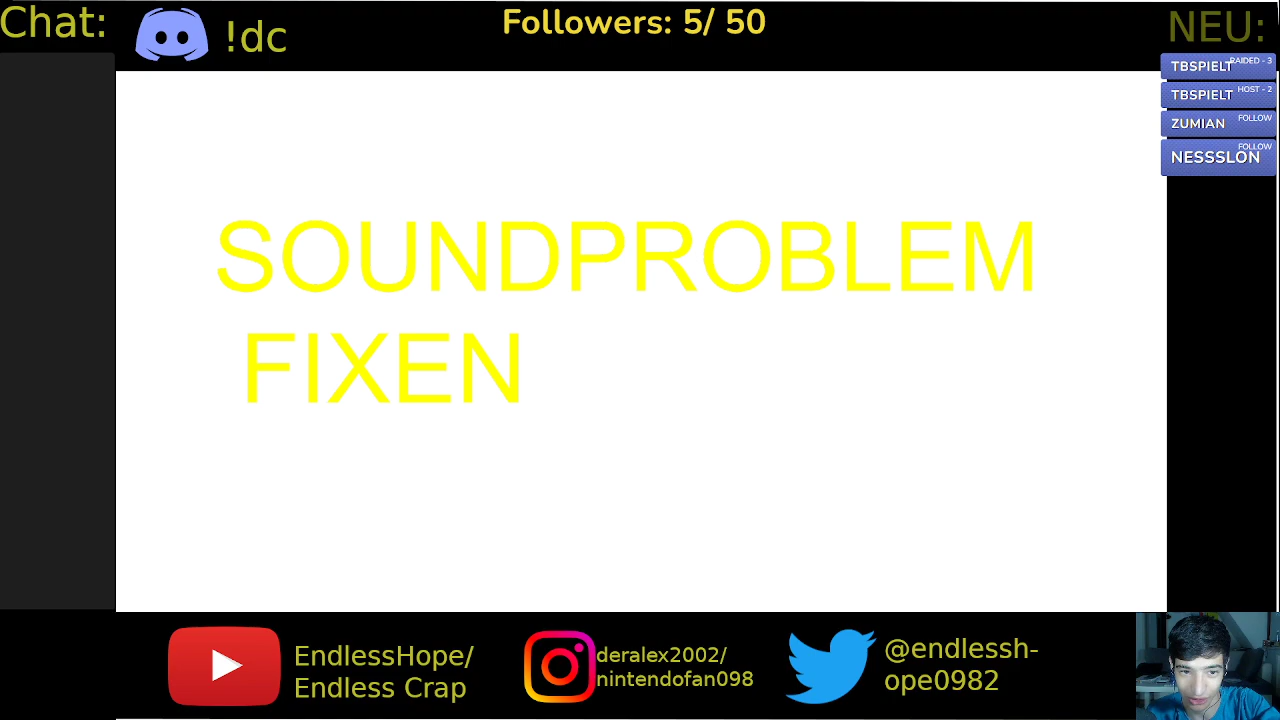 Chat:
!dc
Followers: 5/ 50
NEU:
TBSPIELT RAIDED - 3
TBSPIELT HOST - 2
ZUMIAN FOLLOW
NESSSLON FOLLOW
SOUNDPROBLEM
FIXEN
EndlessHope/
Endless Crap
deralex2002/
nintendofan098
@endlessh-
ope0982